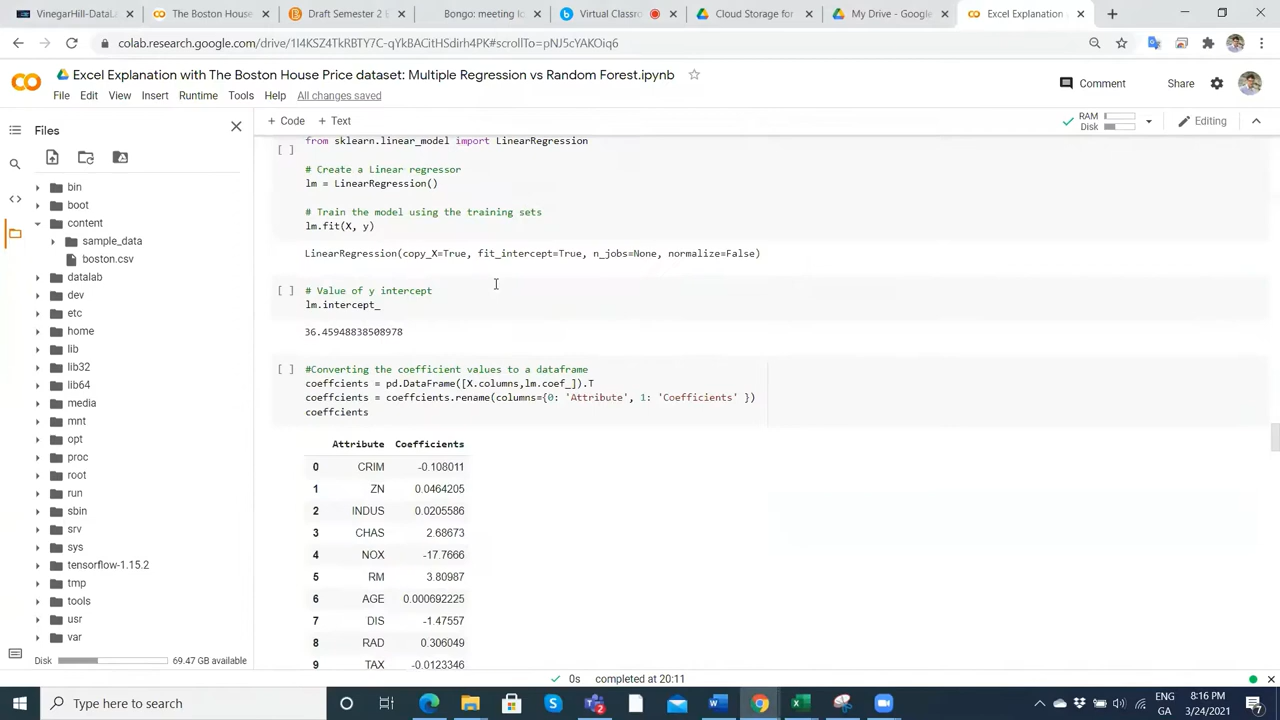 VinegarHill-DataLa
The Boston House
Draft Semester 2 E
Bongo: meeting Ic
Virtual Classro
Cloud Storage for
My Drive - Google
Excel Explanation
colab.research.google.com/drive/1I4KSZ4TkRBTY7C-qYkBACitHSdirh4PK#scrollTo=pNJ5cYAKOiq6
Excel Explanation with The Boston House Price dataset: Multiple Regression vs Random Forest.ipynb
File Edit View Insert Runtime Tools Help All changes saved
Comment
Share
Files
+ Code + Text
RAM
Disk
Editing
bin
boot
content
sample_data
boston.csv
datalab
dev
etc
home
lib
lib32
lib64
media
mnt
opt
proc
root
run
sbin
srv
sys
tensorflow-1.15.2
tmp
tools
usr
var
Disk 69.47 GB available
from sklearn.linear_model import LinearRegression
[ ]
# Create a Linear regressor
lm = LinearRegression()
# Train the model using the training sets
lm.fit(X, y)
LinearRegression(copy_X=True, fit_intercept=True, n_jobs=None, normalize=False)
[ ] # Value of y intercept
lm.intercept_
36.45948838508978
[ ] #Converting the coefficient values to a dataframe
coeffcients = pd.DataFrame([X.columns,lm.coef_]).T
coeffcients = coeffcients.rename(columns={0: 'Attribute', 1: 'Coefficients' })
coeffcients
Attribute Coefficients
0 CRIM -0.108011
1 ZN 0.0464205
2 INDUS 0.0205586
3 CHAS 2.68673
4 NOX -17.7666
5 RM 3.80987
6 AGE 0.000692225
7 DIS -1.47557
8 RAD 0.306049
9 TAX -0.0123346
0s completed at 20:11
Type here to search
ENG
GA
8:16 PM
3/24/2021